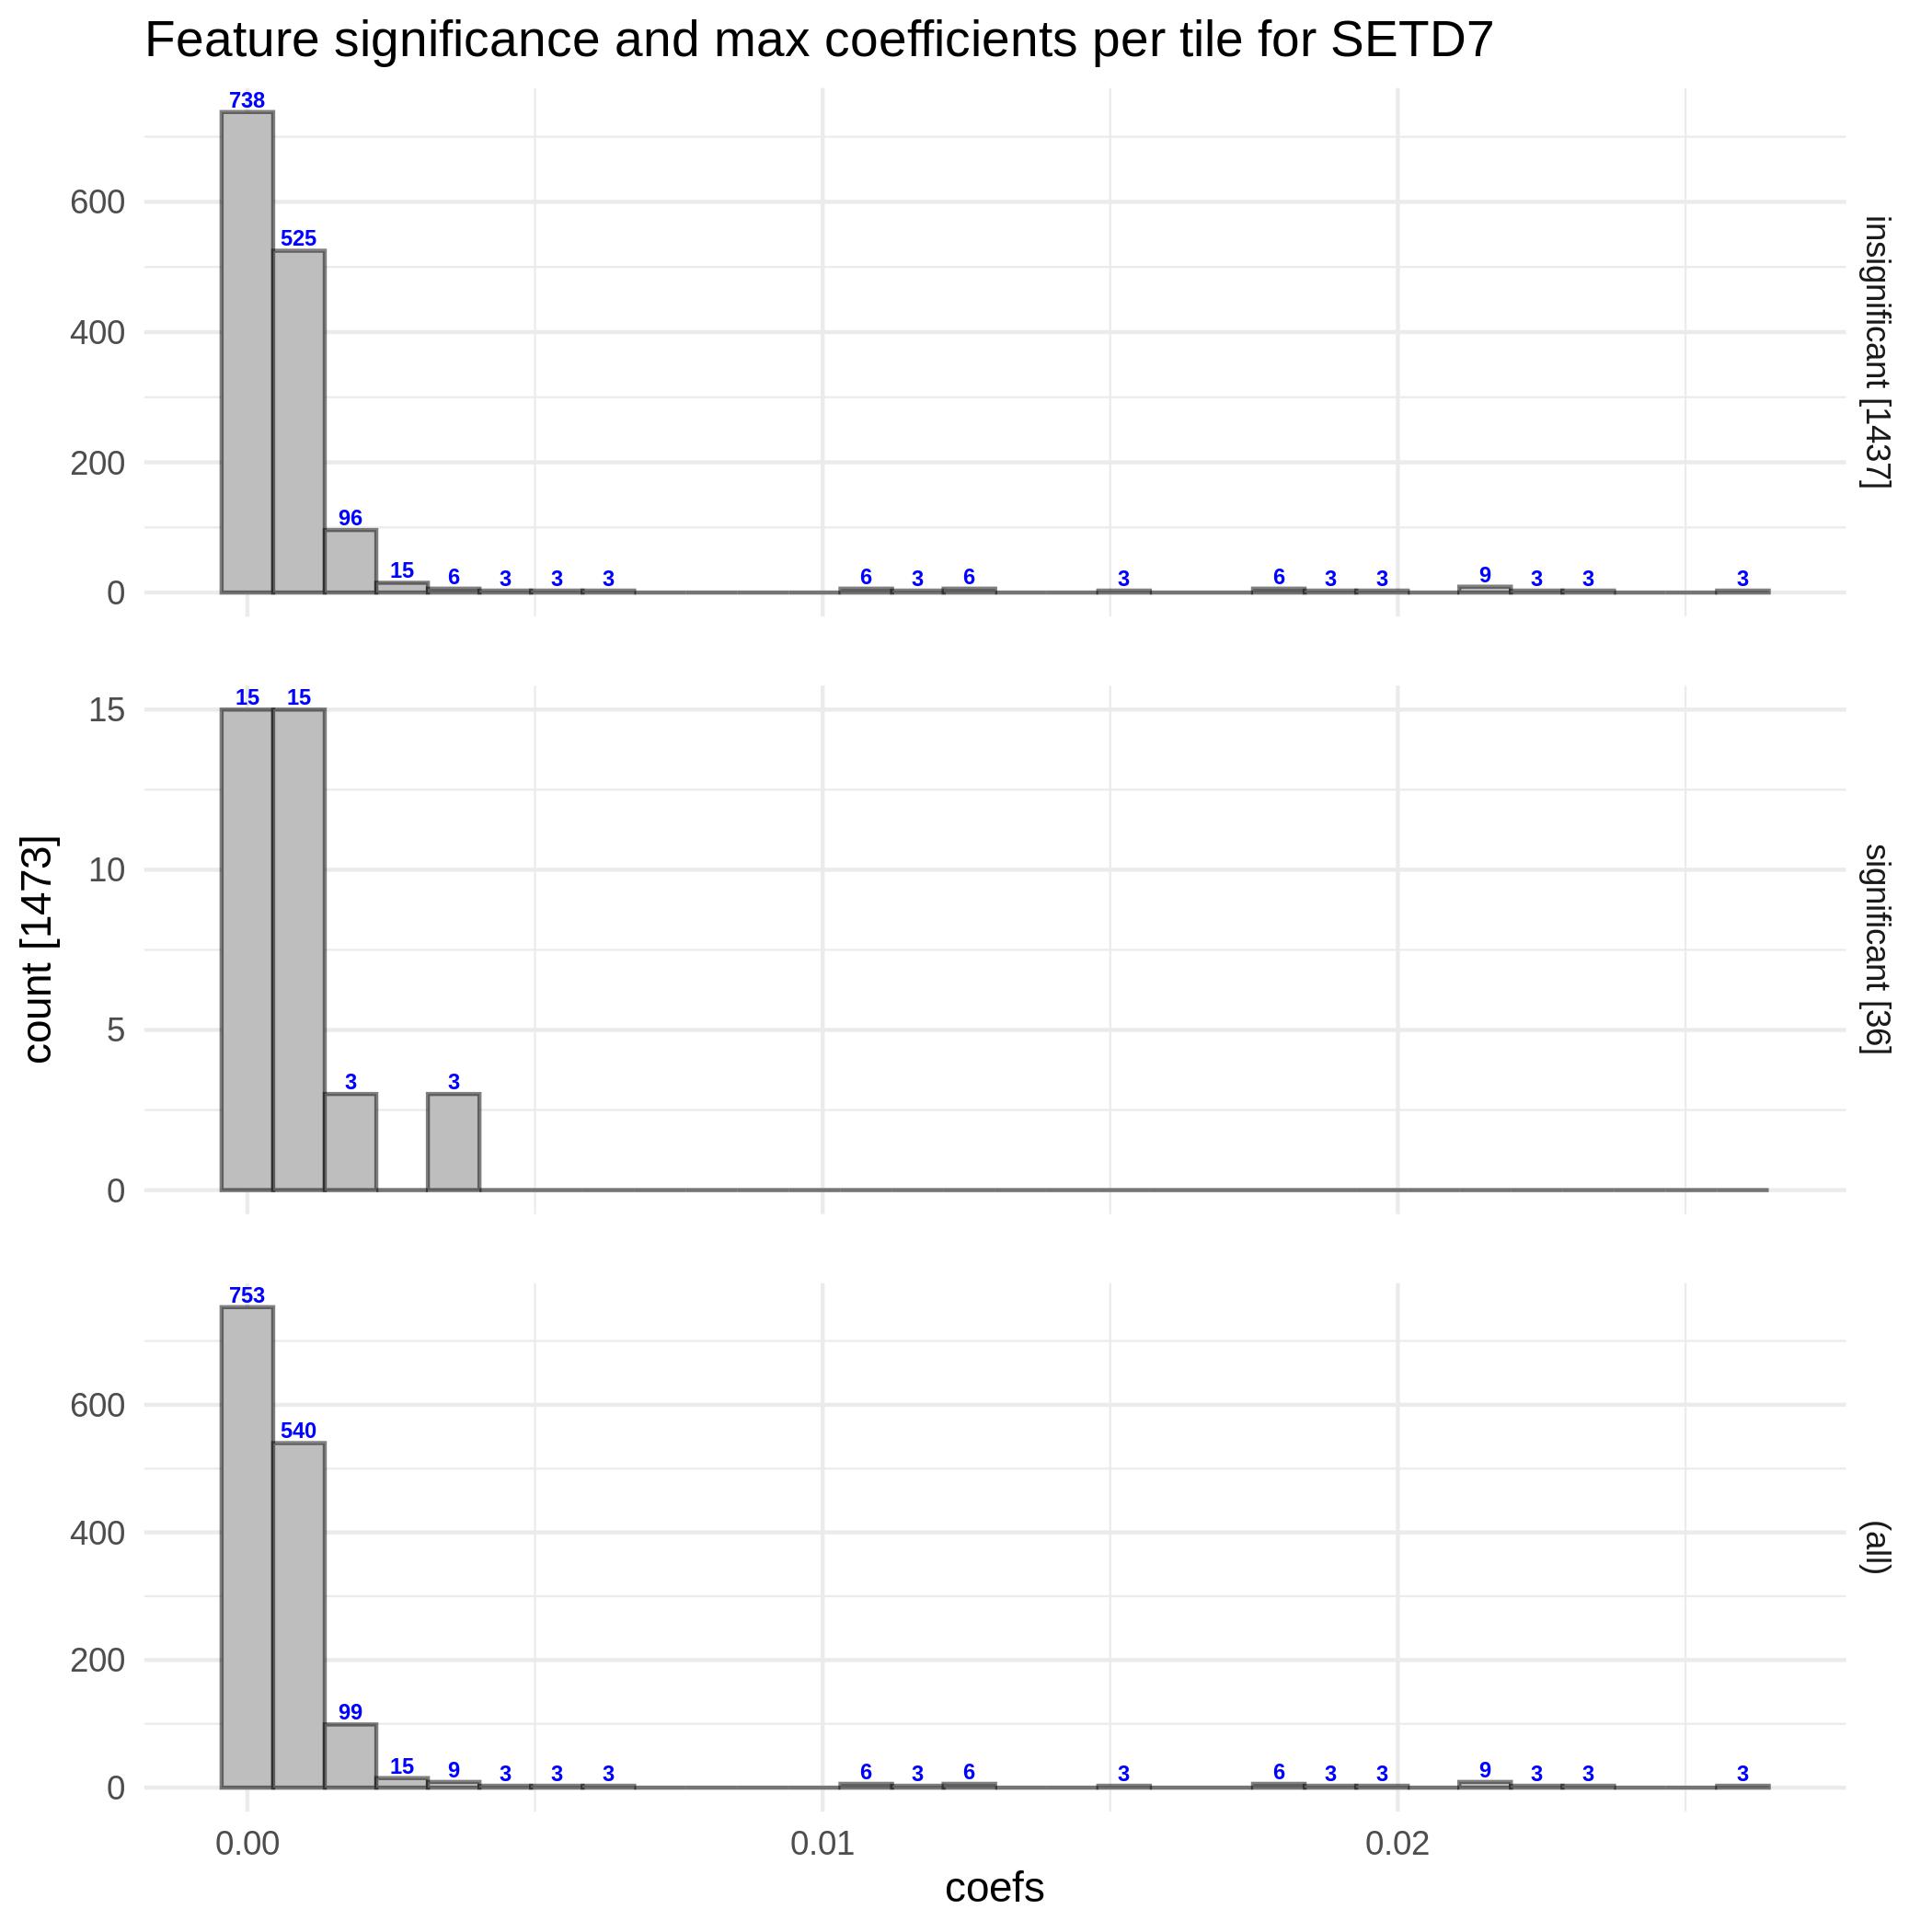 Feature significance and max coefficients per tile for SETD7
738
525
96
15 6 3 3 3 6 3 6 3 6 3 3 9 3 3 3
600
400
200
0
insignificant [1437]
15 15
3 3
15
10
5
0
significant [36]
count [1473]
753
540
99
15 9 3 3 3 6 3 6 3 6 3 3 9 3 3 3
600
400
200
0
(all)
0.00 0.01 0.02
coefs